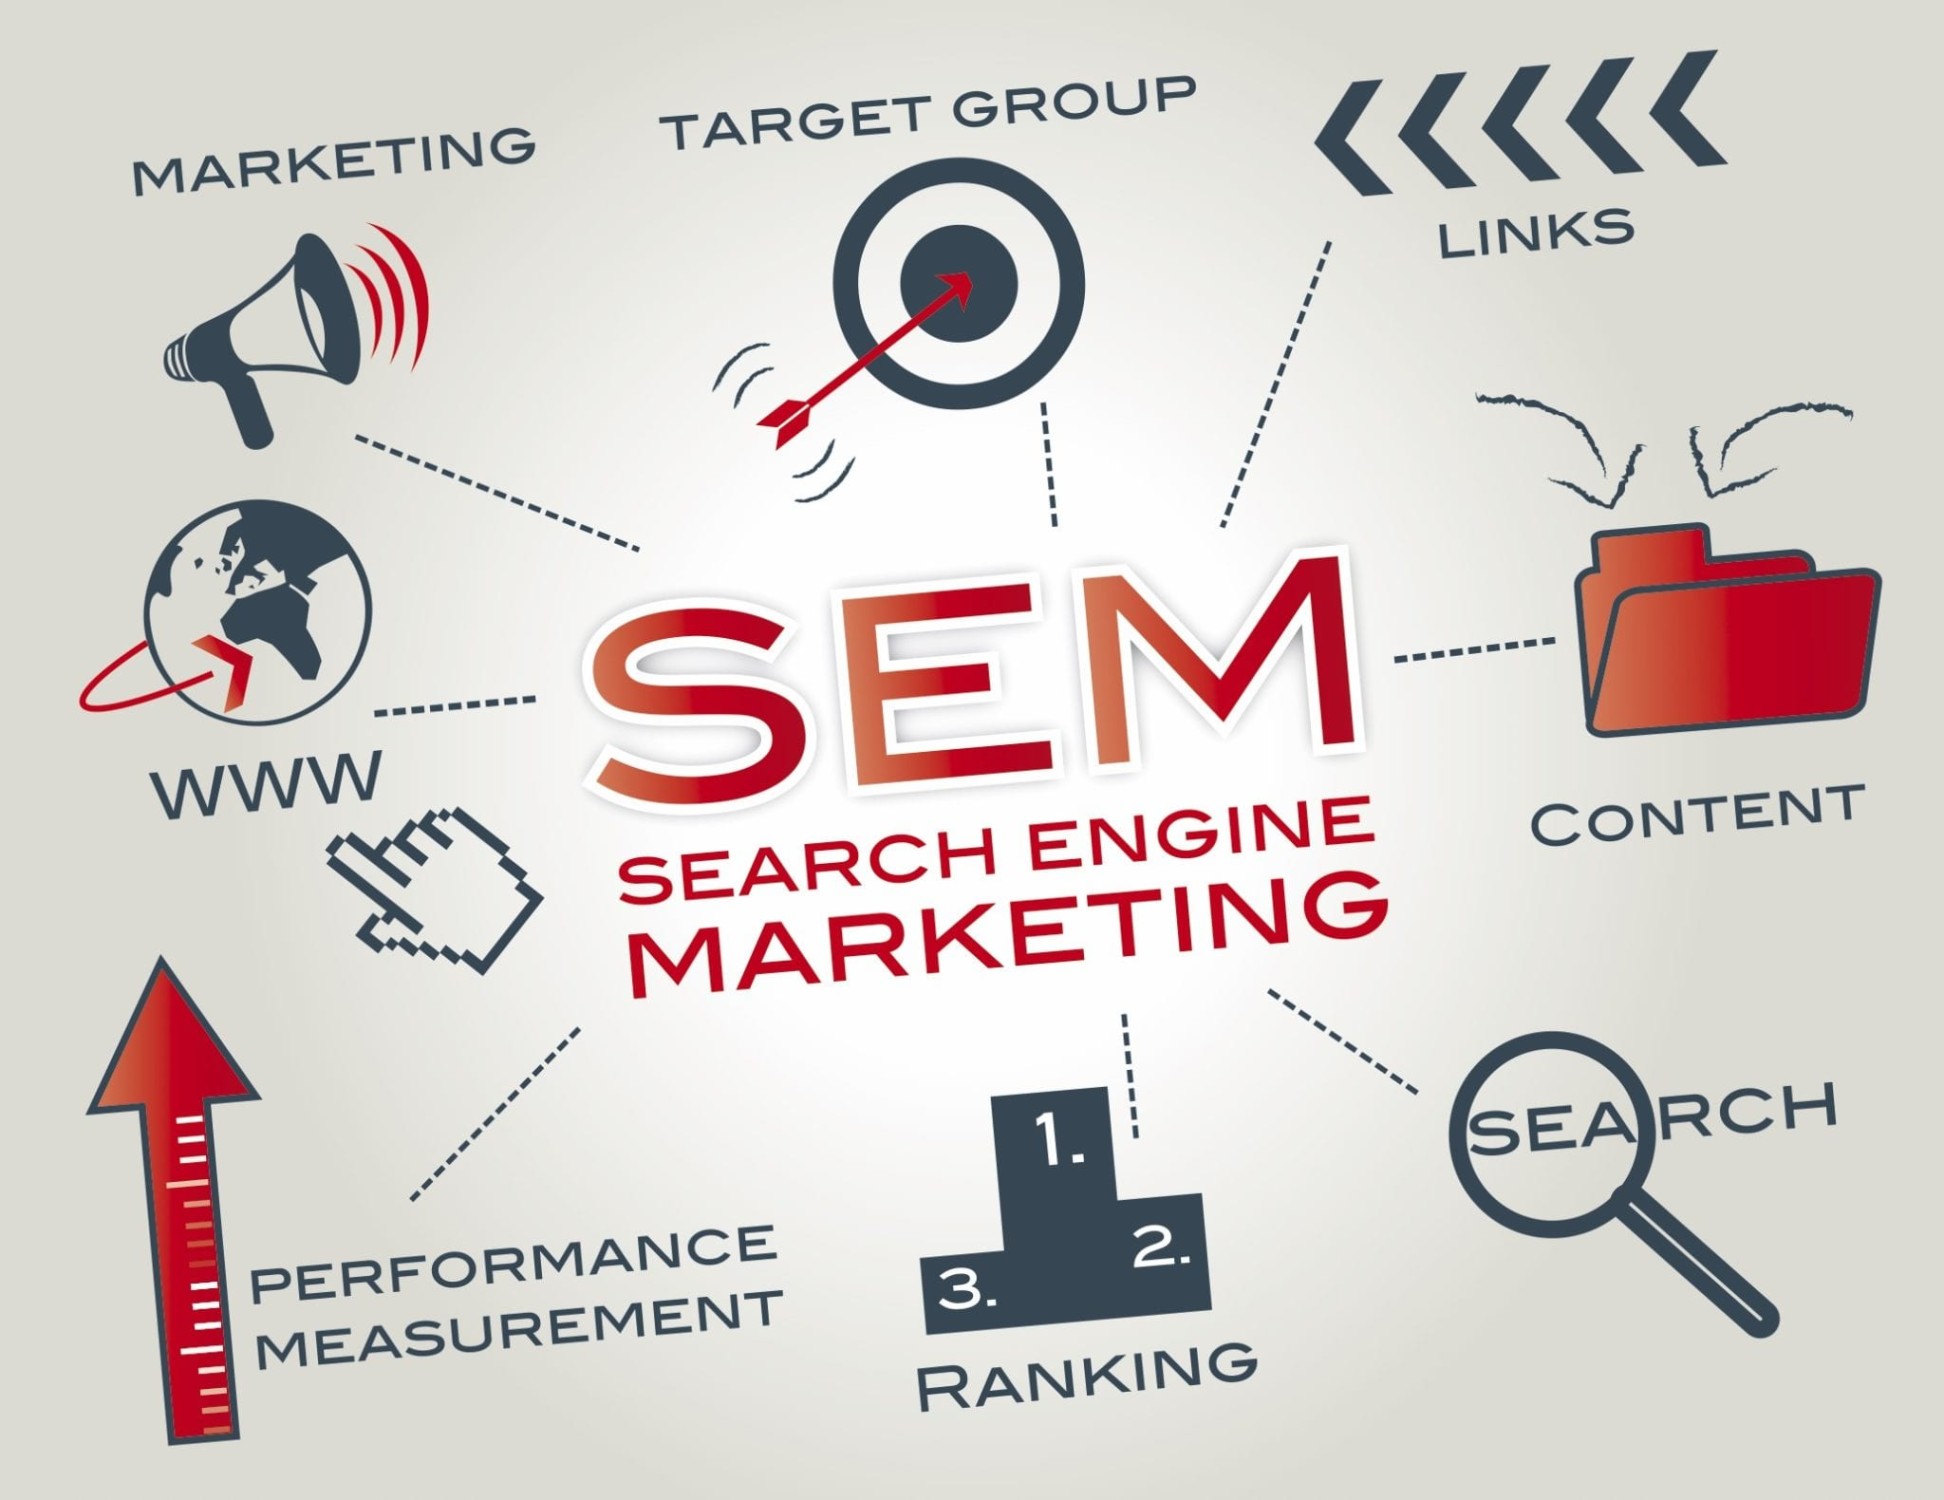 MARKETING
TARGET GROUP
LINKS
WWW
SEM
SEARCH ENGINE
MARKETING
CONTENT
SEARCH
PERFORMANCE
MEASUREMENT
1.
2.
3.
RANKING